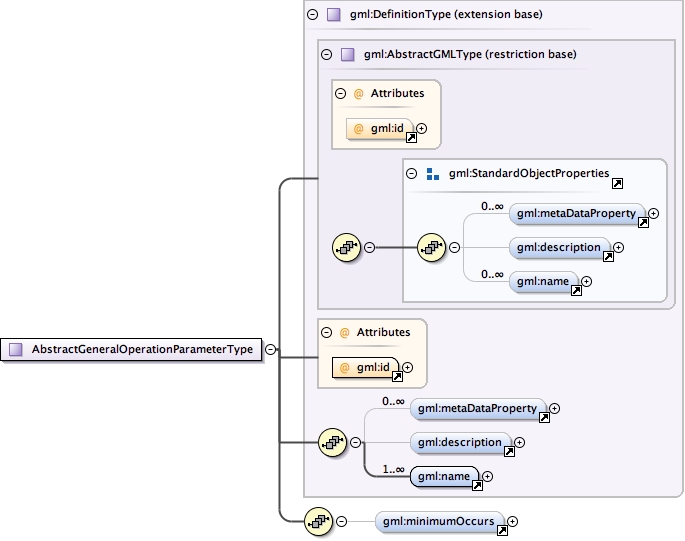 gml:DefinitionType (extension base)
gml:AbstractGMLType (restriction base)
@ Attributes
@ gml:id
gml:StandardObjectProperties
0..∞
gml:metaDataProperty
gml:description
0..∞
gml:name
@ Attributes
@ gml:id
AbstractGeneralOperationParameterType
0..∞
gml:metaDataProperty
gml:description
1..∞
gml:name
gml:minimumOccurs